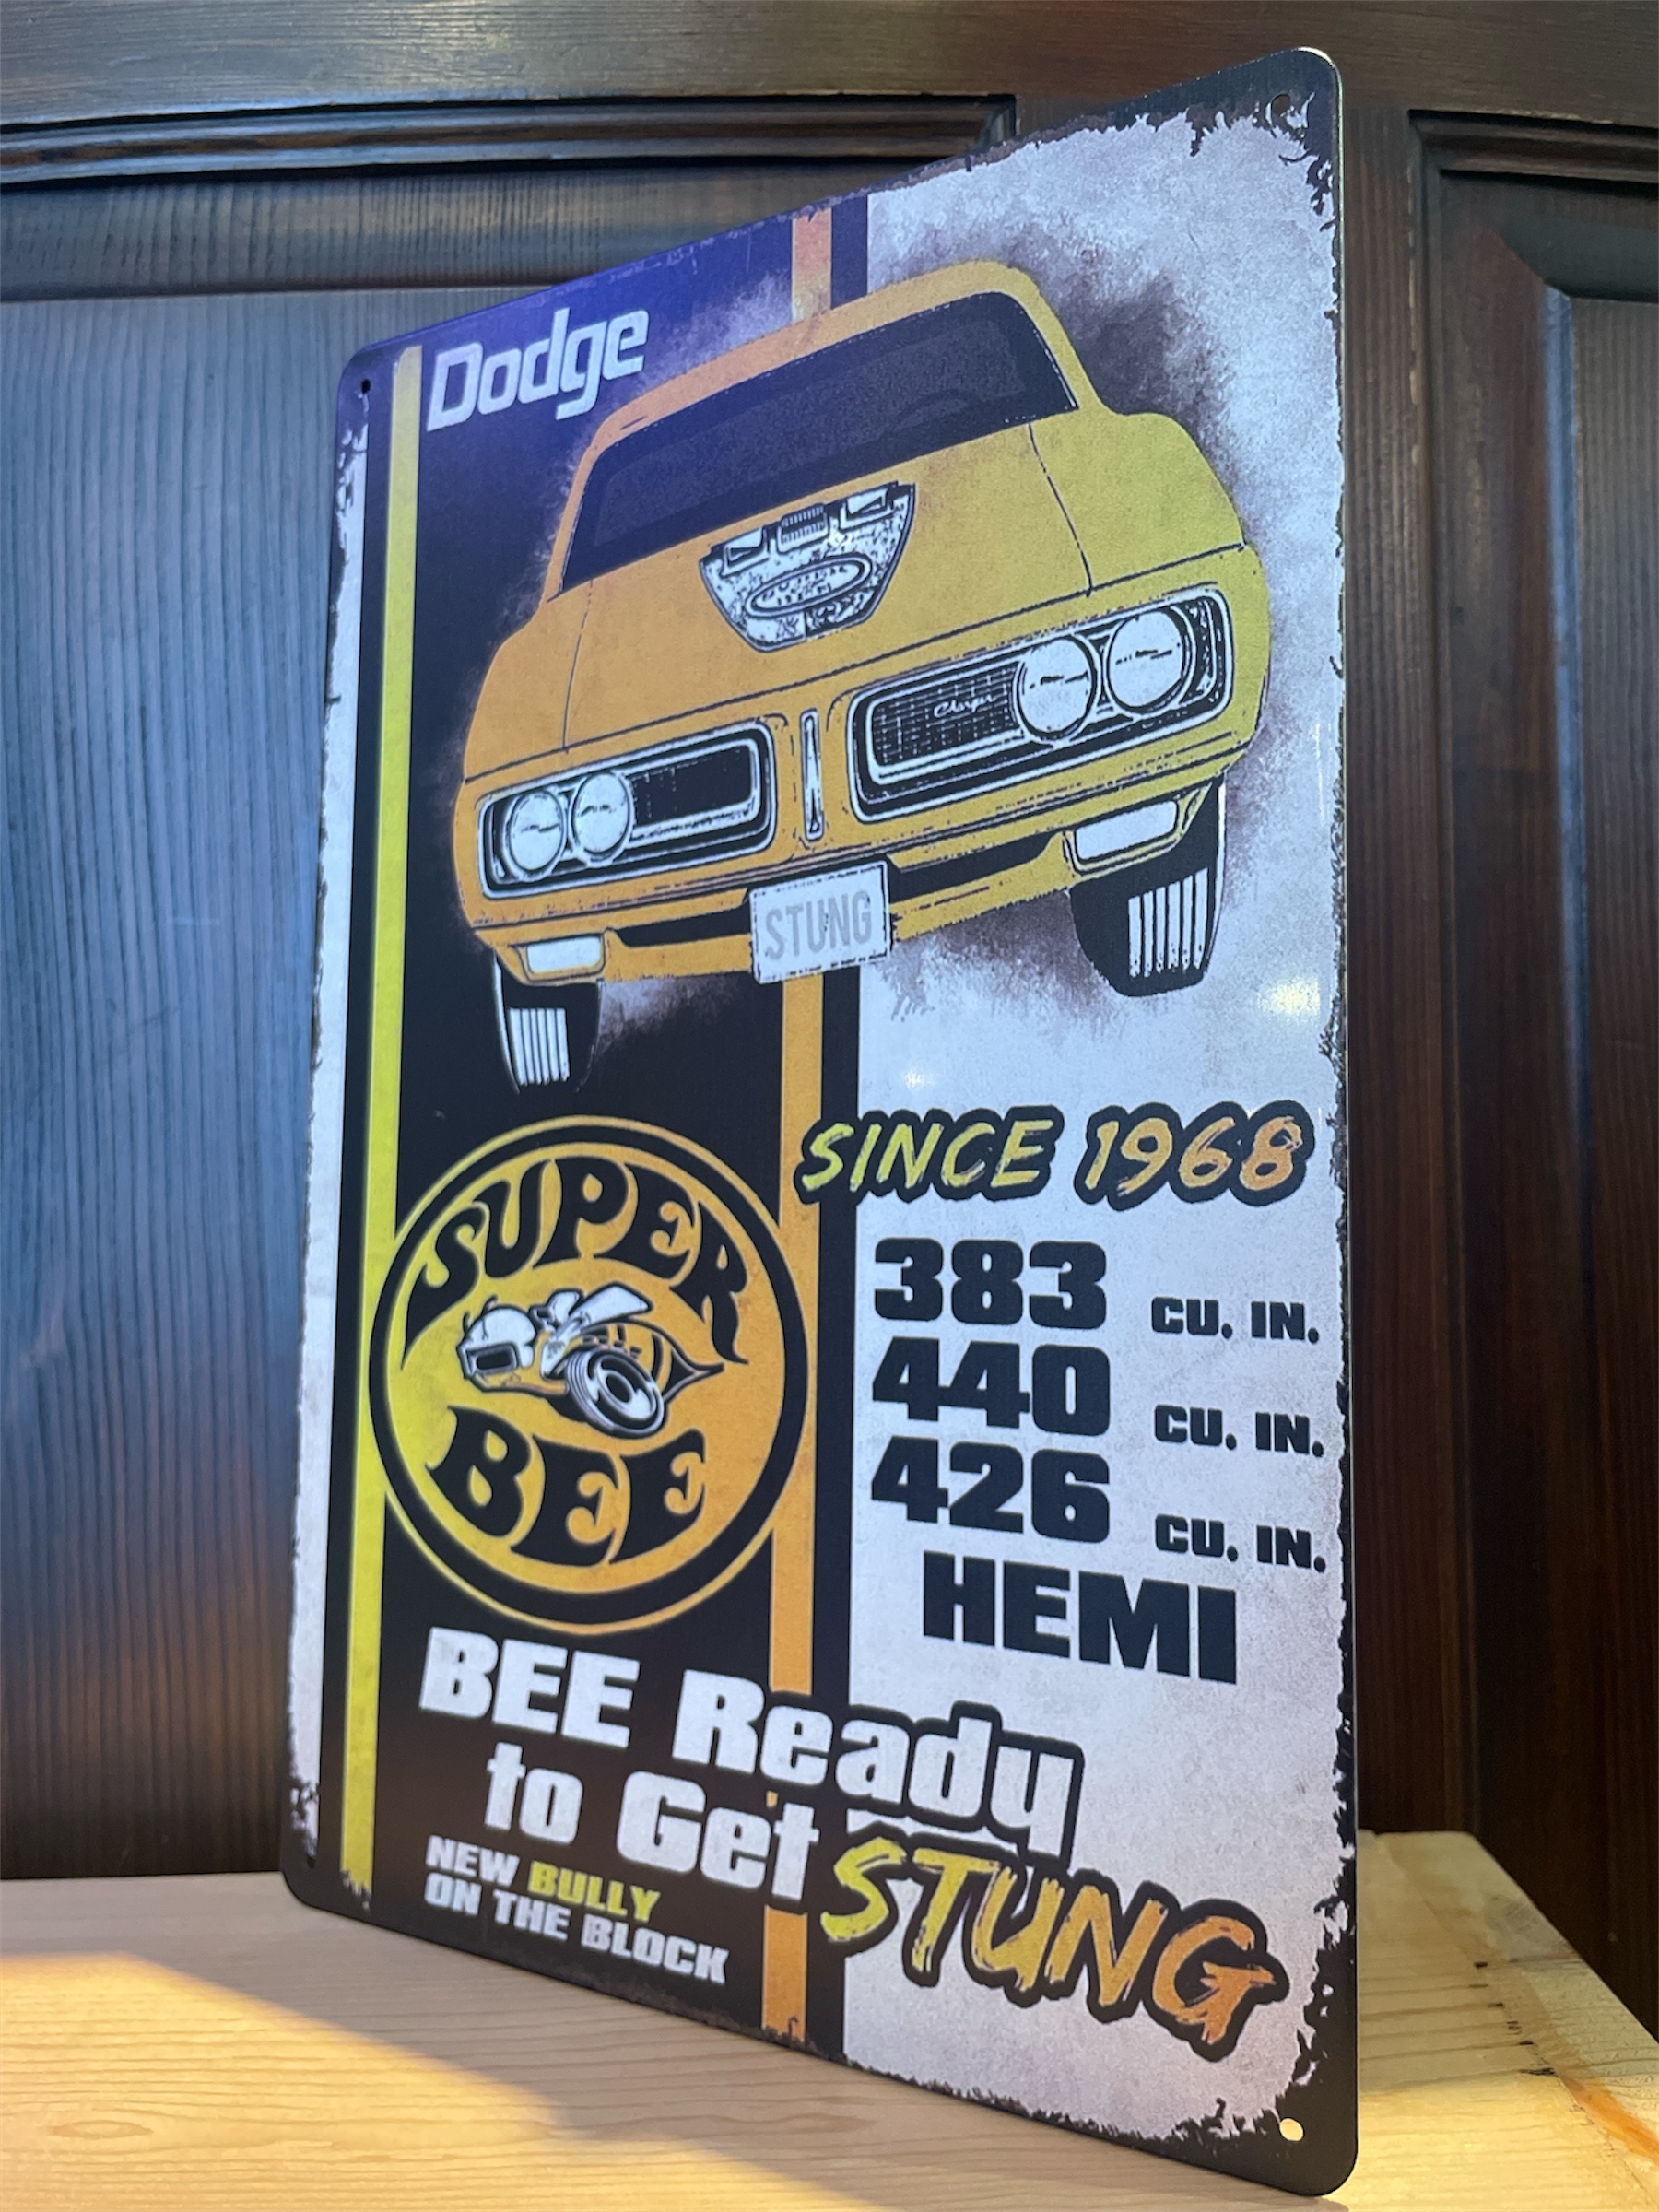 Dodge
Charger
STUNG
SINCE 1968
SUPER
BEE
383 CU. IN.
440 CU. IN.
426 CU. IN.
HEMI
BEE Ready
to Get STUNG
NEW BULLY
ON THE BLOCK